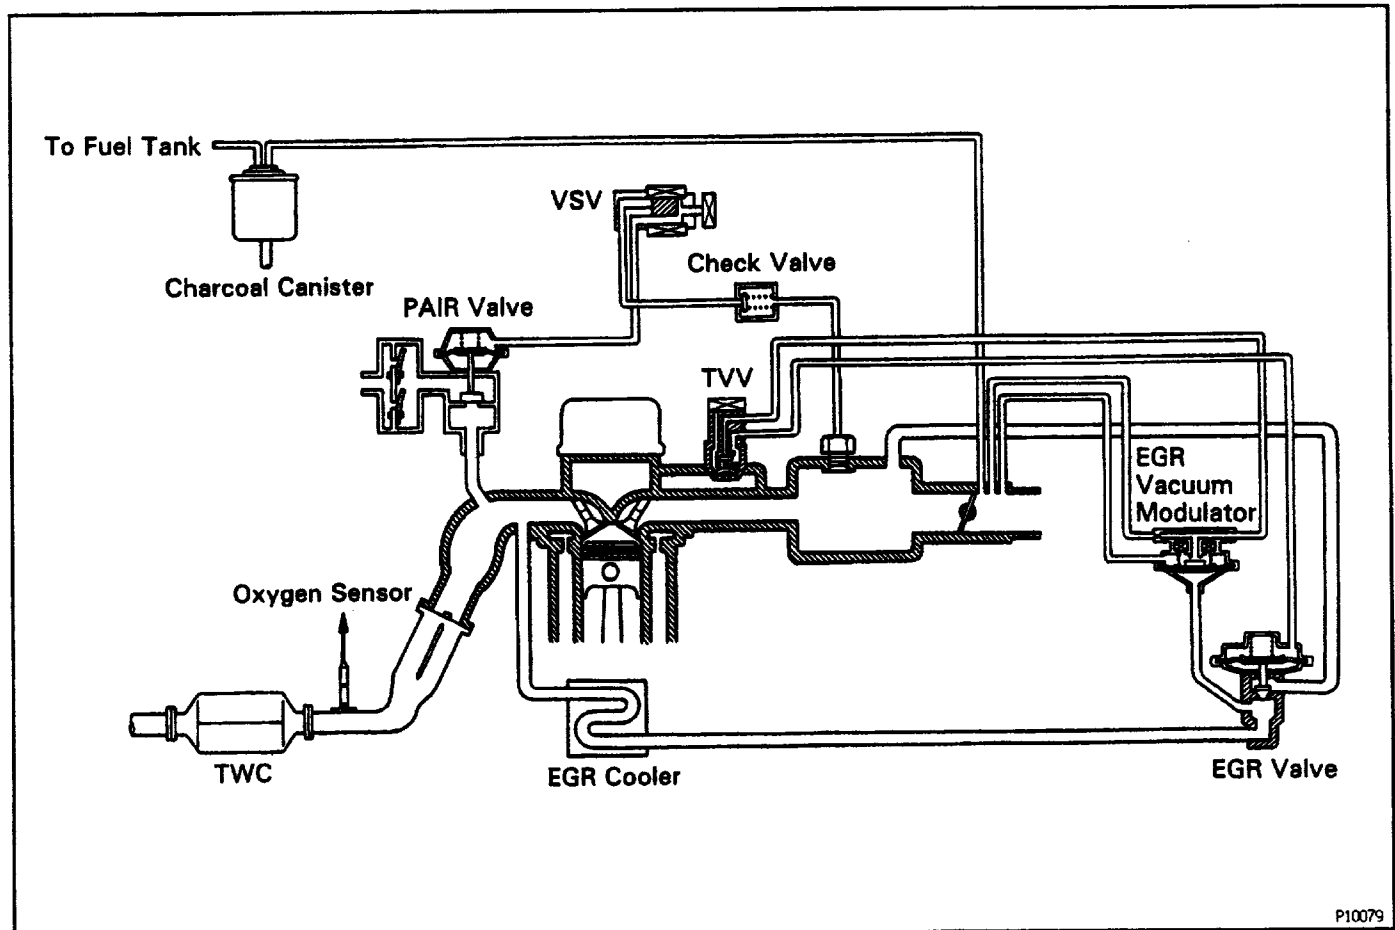 To Fuel Tank
VSV
Check Valve
Charcoal Canister
PAIR Valve
TVV
EGR
Vacuum
Modulator
Oxygen Sensor
TWC
EGR Cooler
EGR Valve
P10079